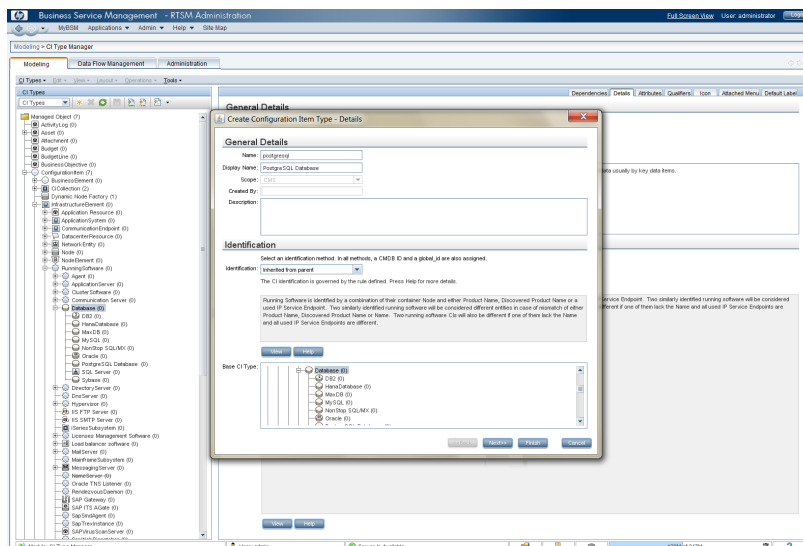 Business Service Management - RTSM Administration
Full Screen View User: administrator
MyBSM Applications Admin Help Site Map
Modeling > CI Type Manager
Modeling Data Flow Management Administration
CI Types Edit View Layout Operations Tools
CI Types
CI Types
Dependencies Details Attributes Qualifiers Icon Attached Menu Default Label
General Details
Managed Object (7)
ActivityLog (0)
Asset (0)
Attachment (0)
Budget (0)
BudgetLine (0)
BusinessObjective (0)
ConfigurationItem (7)
BusinessElement (0)
CiCollection (2)
Dynamic Node Factory (1)
InfrastructureElement (0)
Application Resource (0)
ApplicationSystem (0)
CommunicationEndpoint (0)
DatacenterResource (0)
NetworkEntity (0)
Node (0)
NodeElement (0)
RunningSoftware (0)
Agent (0)
ApplicationServer (0)
ClusterSoftware (0)
Communication Server (0)
Database (0)
DB2 (0)
HanaDatabase (0)
MaxDB (0)
MySQL (0)
NonStop SQL/MX (0)
Oracle (0)
PostgreSQL Database (0)
SQL Server (0)
Sybase (0)
DirectoryServer (0)
DnsServer (0)
Hypervisor (0)
IIS FTP Server (0)
IIS SMTP Server (0)
iSeriesSubsystem (0)
Licenses Management Software (0)
Load balancer software (0)
MailServer (0)
MainframeSubsystem (0)
MessagingServer (0)
NameServer (0)
Oracle TNS Listener (0)
RendezvousDaemon (0)
SAP Gateway (0)
SAP ITS AGate (0)
SapSindAgent (0)
SapTrexInstance (0)
SAPVirusScanServer (0)
Create Configuration Item Type - Details
General Details
Name: postgresql
Display Name: PostgreSQL Database
Scope: CMS
Created By:
Description:
Identification
Select an identification method. In all methods, a CMDB ID and a global_id are also assigned.
Identification: Inherited from parent
The CI identification is governed by the rule defined. Press Help for more details.
Running Software is identified by a combination of their container Node and either Product Name, Discovered Product Name or a
used IP Service Endpoint. Two similarly identified running software will be considered different entities in case of mismatch of either
Product Name, Discovered Product Name or Name. Two running software CIs will also be different if one of them lack the Name
and all used IP Service Endpoints are different.
View Help
Base CI Type:
Database (0)
DB2 (0)
HanaDatabase (0)
MaxDB (0)
MySQL (0)
NonStop SQL/MX (0)
Oracle (0)
Next>> Finish Cancel
data usually by key data items.
Service Endpoint. Two similarly identified running software will be considered
different if one of them lack the Name and all used IP Service Endpoints are
View Help